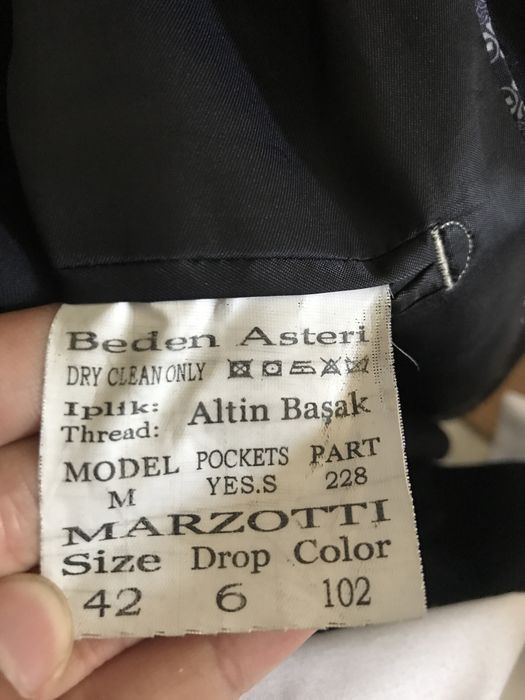 Beden Asteri
DRY CLEAN ONLY
Iplik: Altin Başak
Thread:
MODEL POCKETS PART
M YES.S 228
MARZOTTI
Size Drop Color
42 6 102